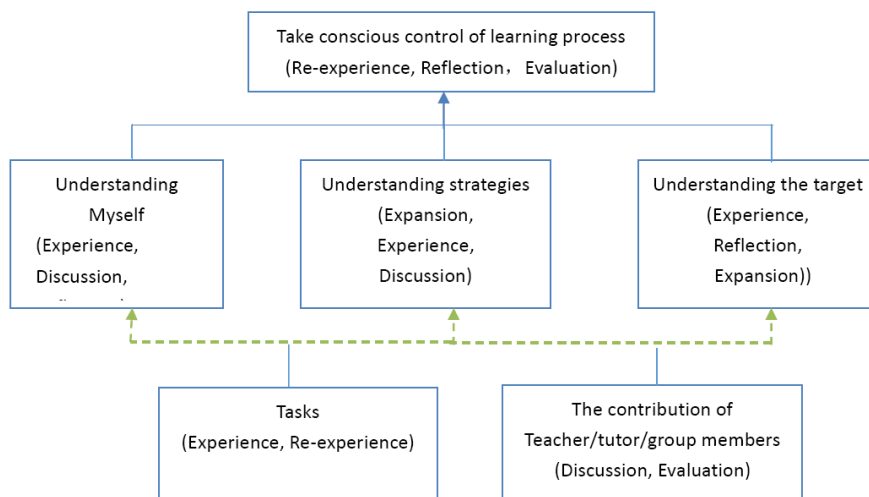 Take conscious control of learning process
(Re-experience, Reflection, Evaluation)
Understanding
Myself
(Experience,
Discussion,
Understanding strategies
(Expansion,
Experience,
Discussion)
Understanding the target
(Experience,
Reflection,
Expansion))
Tasks
(Experience, Re-experience)
The contribution of
Teacher/tutor/group members
(Discussion, Evaluation)